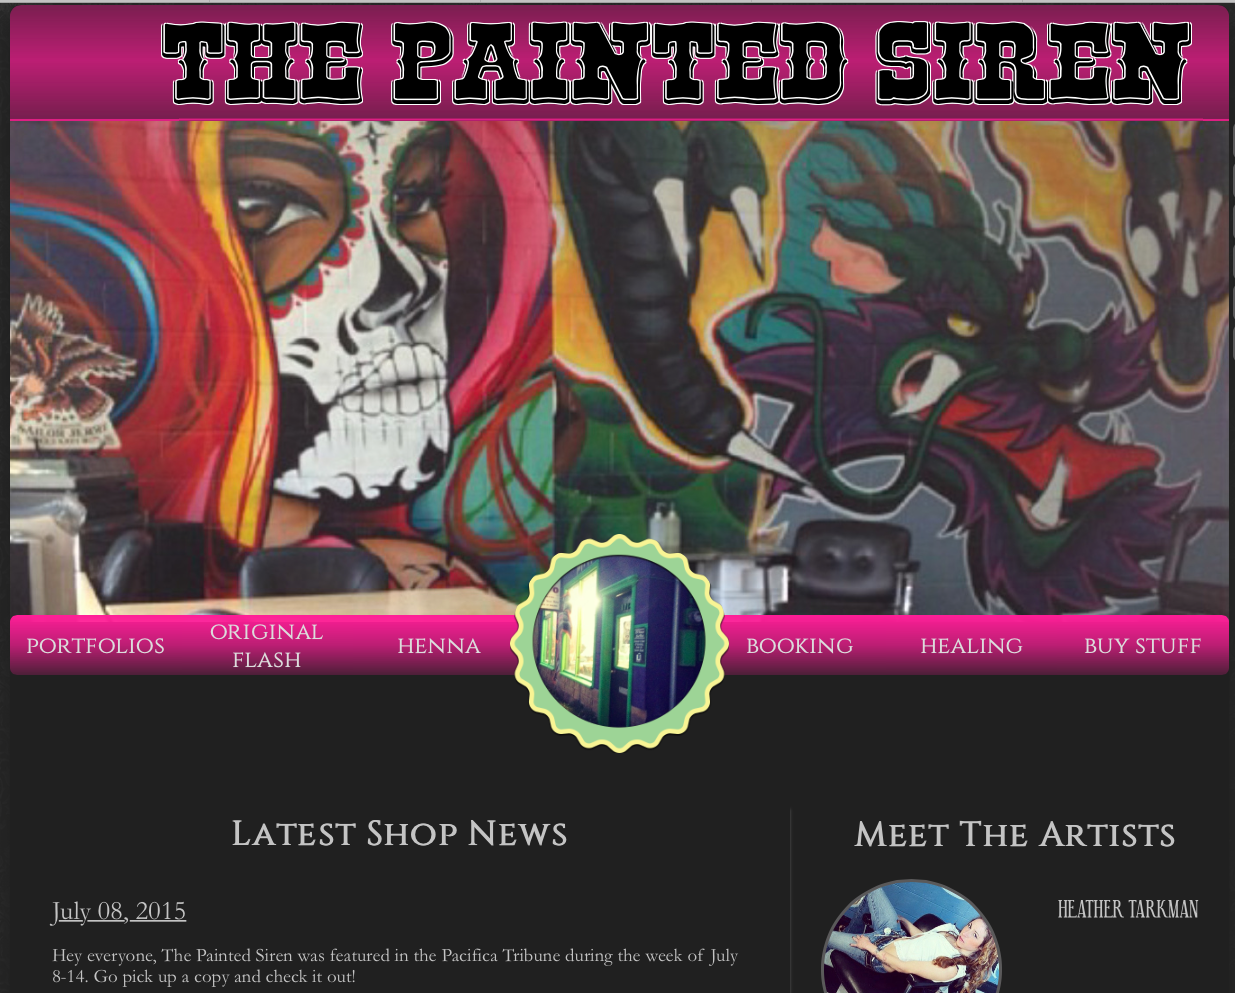 THE PAINTED SIREN
SAILOR JERRY
PORTFOLIOS
ORIGINAL
FLASH
HENNA
BOOKING
HEALING
BUY STUFF
Latest Shop News
Meet The Artists
July 08, 2015
HEATHER TARKMAN
Hey everyone, The Painted Siren was featured in the Pacifica Tribune during the week of July
8-14. Go pick up a copy and check it out!